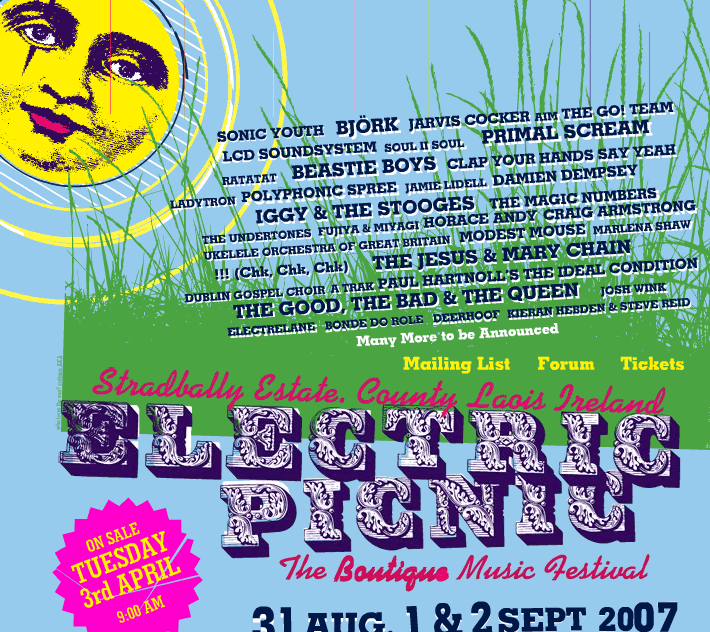 SONIC YOUTH BJÖRK JARVIS COCKER AIM THE GO! TEAM
LCD SOUNDSYSTEM SOUL II SOUL PRIMAL SCREAM
RATATAT BEASTIE BOYS CLAP YOUR HANDS SAY YEAH
LADYTRON POLYPHONIC SPREE JAMIE LIDELL DAMIEN DEMPSEY
IGGY & THE STOOGES THE MAGIC NUMBERS
THE UNDERTONES FUJIYA & MIYAGI HORACE ANDY CRAIG ARMSTRONG
UKELELE ORCHESTRA OF GREAT BRITAIN MODEST MOUSE MARLENA SHAW
!!! (Chk, Chk, Chk) THE JESUS & MARY CHAIN
DUBLIN GOSPEL CHOIR A TRAK PAUL HARTNOLL'S THE IDEAL CONDITION
THE GOOD, THE BAD & THE QUEEN JOSH WINK
ELECTRELANE BONDE DO ROLE DEERHOOF KIERAN HEBDEN & STEVE REID
Many More to be Announced
Mailing List Forum Tickets
Stradbally Estate. County Laois Ireland
ELECTRIC
PICNIC
The Boutique Music Festival
ON SALE
TUESDAY
3rd APRIL
9:00 AM
31 AUG. 1 & 2 SEPT 2007